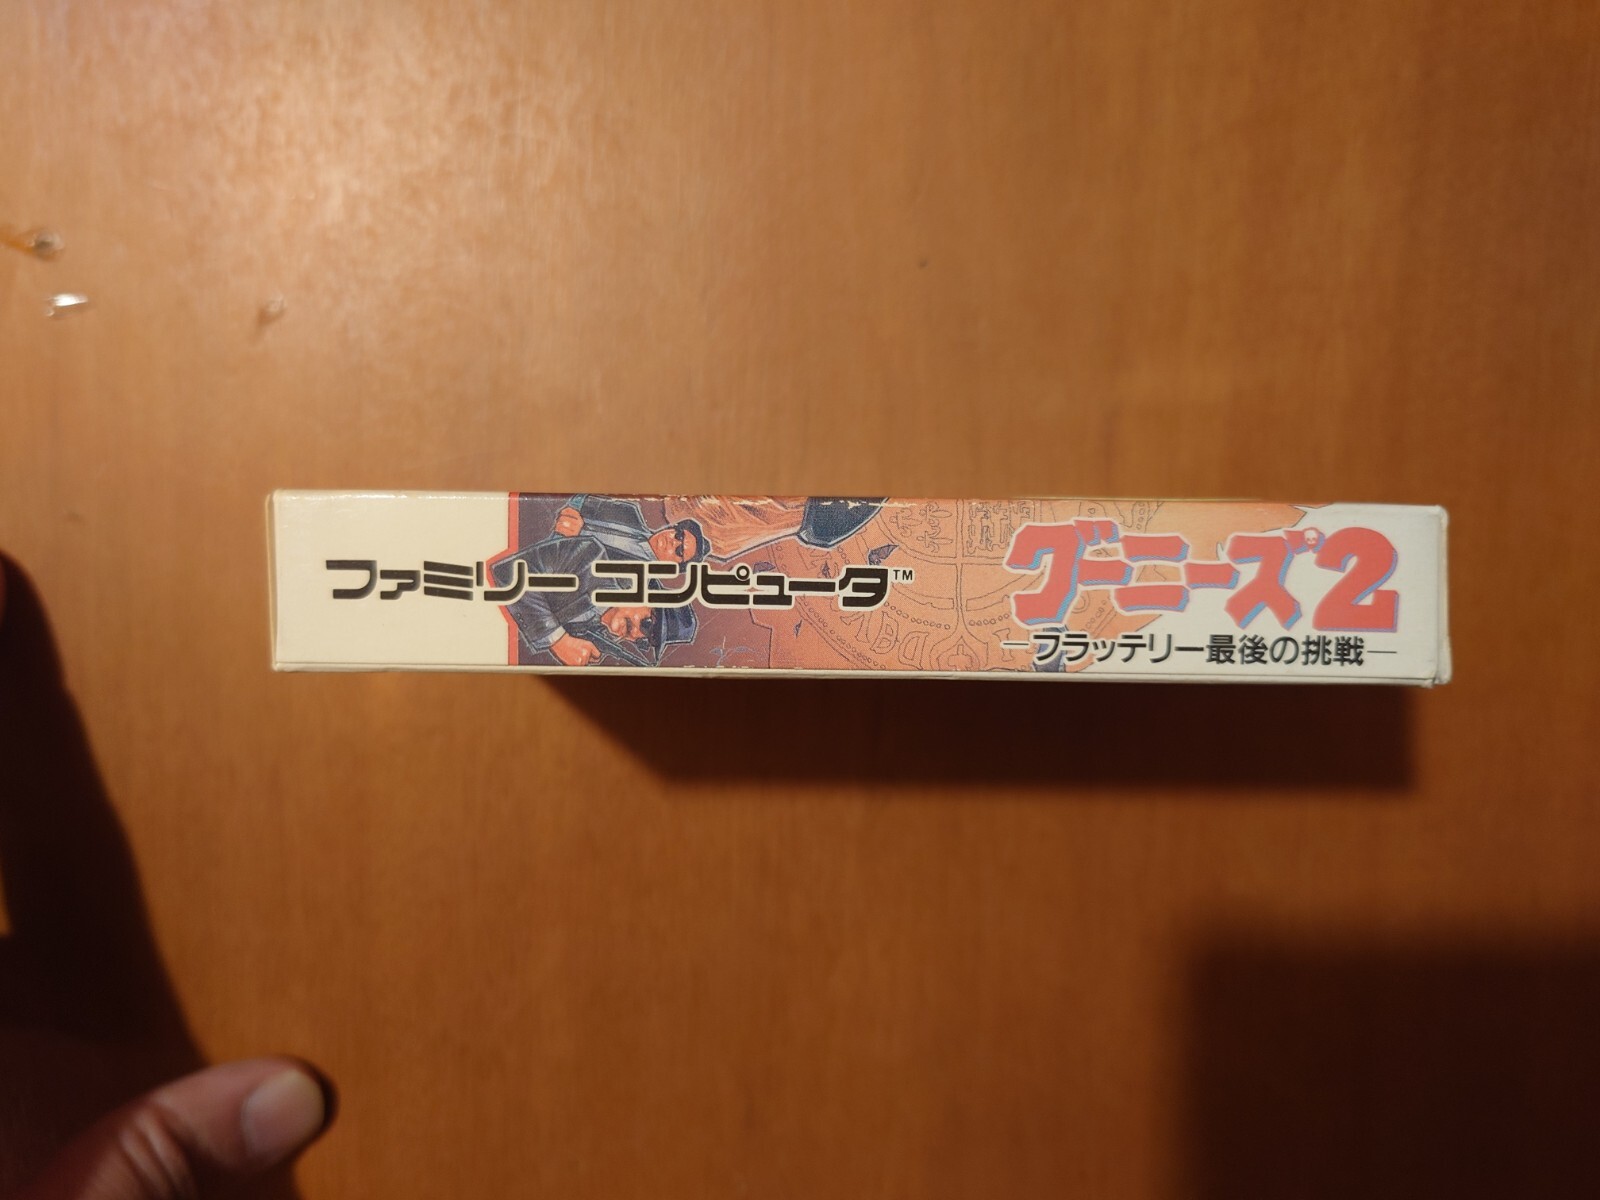 ファミリー コンピュータ™
グーニーズ2
―フラッテリー最後の挑戦―